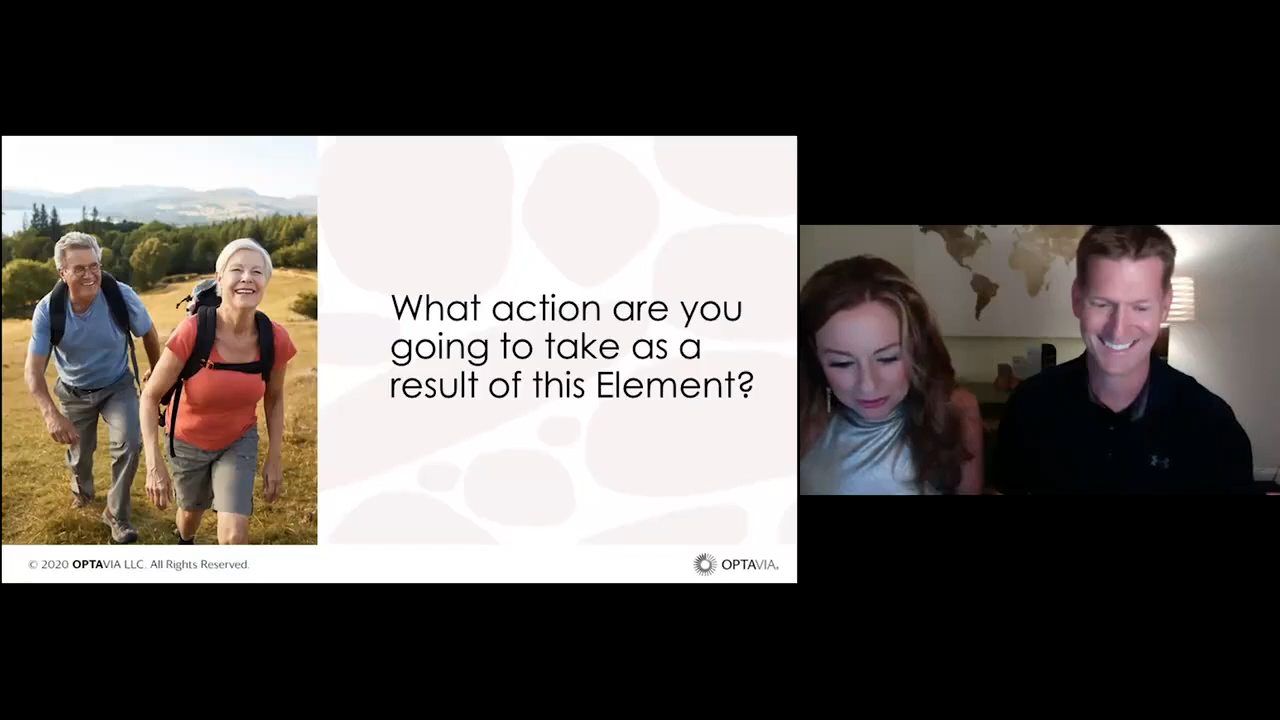 What action are you
going to take as a
result of this Element?
© 2020 OPTAVIA LLC. All Rights Reserved.
OPTAVIA®